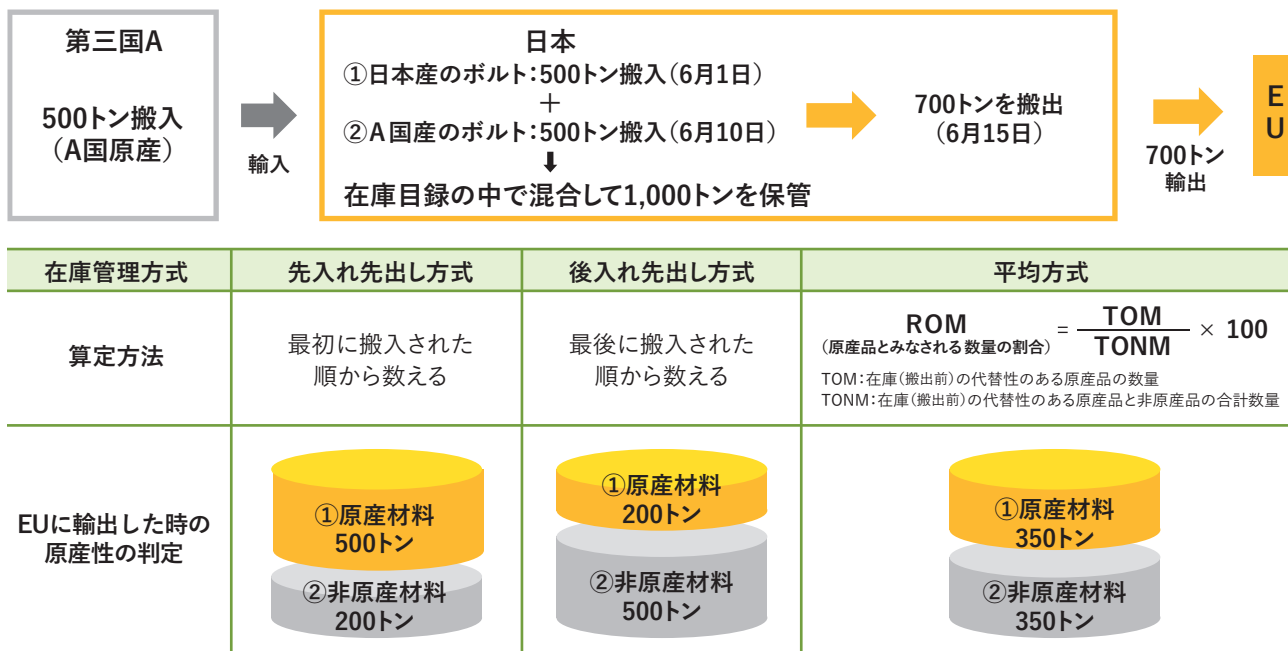 第三国A
500トン搬入
(A国原産)
輸入
日本
①日本産のボルト:500トン搬入(6月1日)
+
②A国産のボルト:500トン搬入(6月10日)
在庫目録の中で混合して1,000トンを保管
700トンを搬出
(6月15日)
700トン
輸出
EU
在庫管理方式
先入れ先出し方式
後入れ先出し方式
平均方式
算定方法
最初に搬入された
順から数える
最後に搬入された
順から数える
ROM
(原産品とみなされる数量の割合)
= TOM
TONM
× 100
TOM:在庫(搬出前)の代替性のある原産品の数量
TONM:在庫(搬出前)の代替性のある原産品と非原産品の合計数量
EUに輸出した時の
原産性の判定
①原産材料
500トン
②非原産材料
200トン
①原産材料
200トン
②非原産材料
500トン
①原産材料
350トン
②非原産材料
350トン